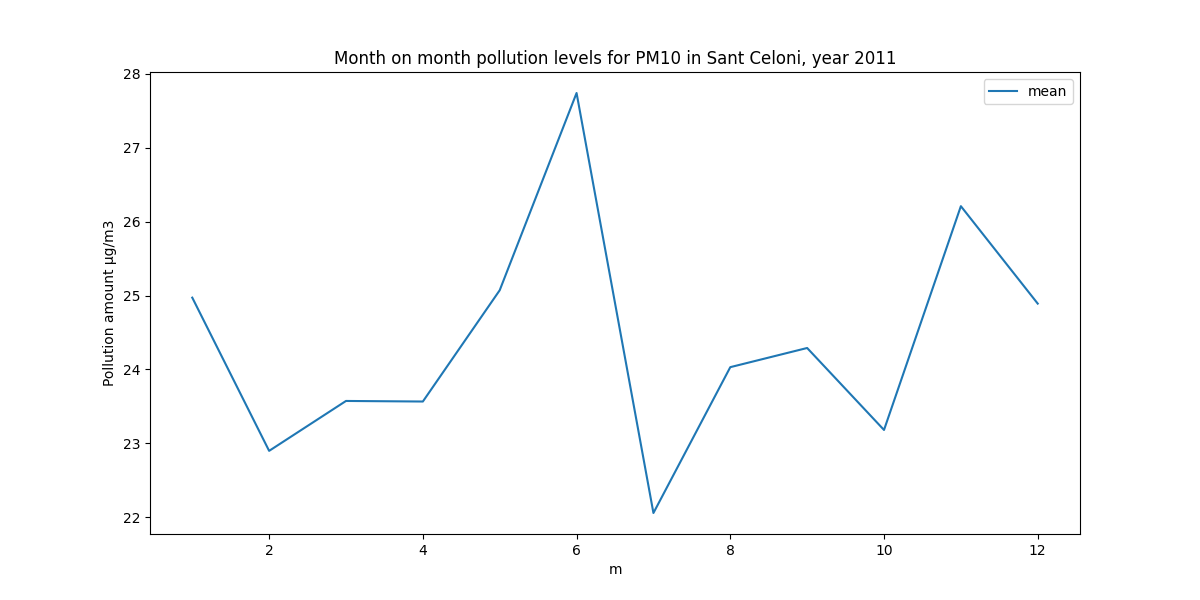 Month on month pollution levels for PM10 in Sant Celoni, year 2011
mean
Pollution amount µg/m3
28
27
26
25
24
23
22
2 4 6 8 10 12
m